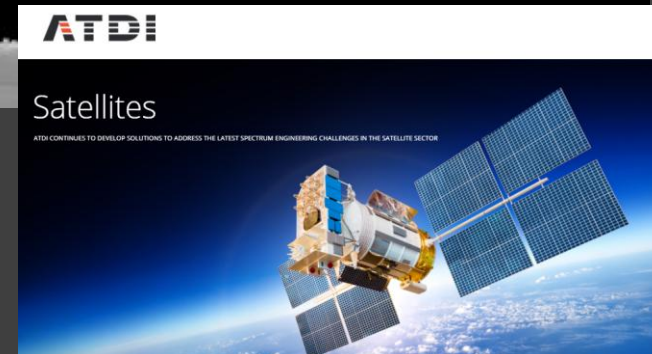 ATDI
Satellites
ATDI CONTINUES TO DEVELOP SOLUTIONS TO ADDRESS THE LATEST SPECTRUM ENGINEERING CHALLENGES IN THE SATELLITE SECTOR